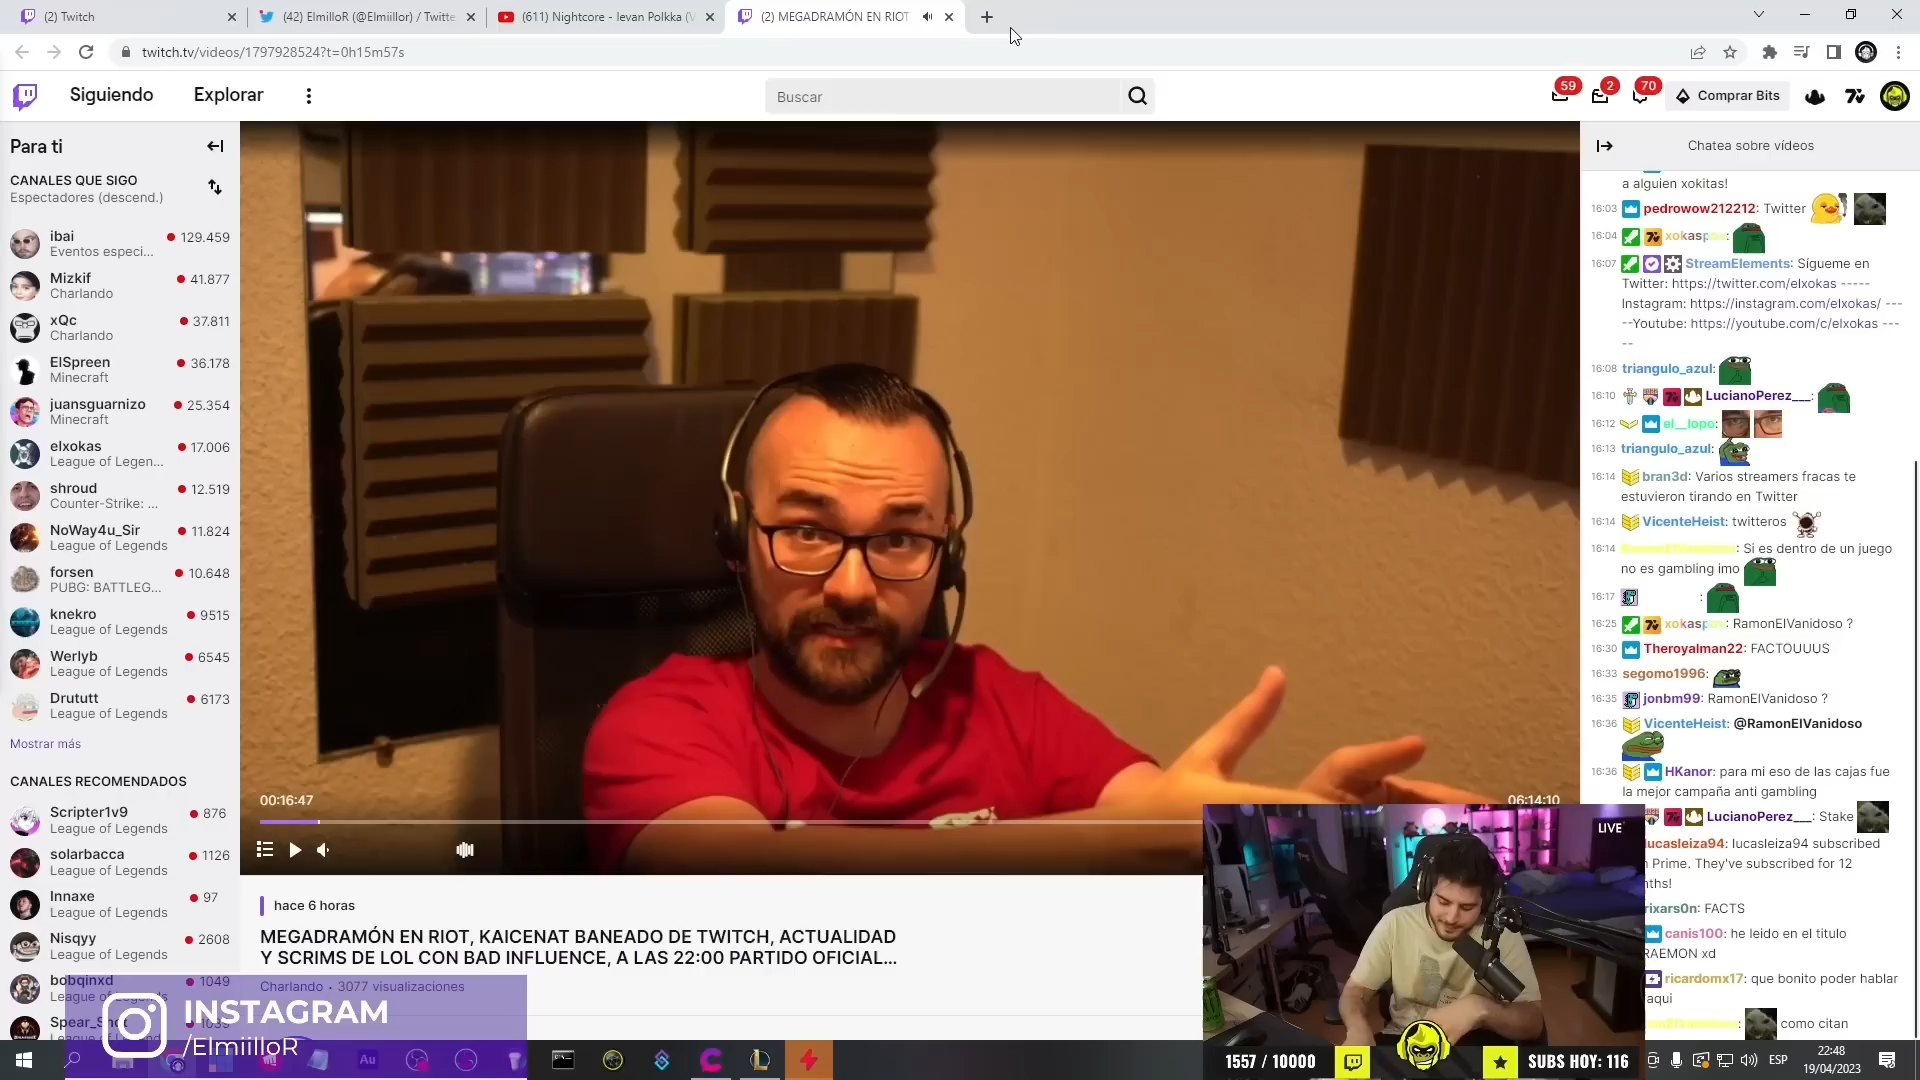 (2) Twitch
(42) ElmilloR (@Elmiillor) / Twitte
(611) Nightcore - Ievan Polkka (V
(2) MEGADRAMÓN EN RIOT
twitch.tv/videos/1797928524?t=0h15m57s
Siguiendo
Explorar
Buscar
59
2
70
Comprar Bits
Para ti
CANALES QUE SIGO
Espectadores (descend.)
ibai
129.459
Eventos especi...
Mizkif
41.877
Charlando
xQc
37.811
Charlando
ElSpreen
36.178
Minecraft
juansguarnizo
25.354
Minecraft
elxokas
17.006
League of Legen...
shroud
12.519
Counter-Strike: ...
NoWay4u_Sir
11.824
League of Legends
forsen
10.648
PUBG: BATTLEG...
knekro
9515
League of Legends
Werlyb
6545
League of Legends
Drututt
6173
League of Legends
Mostrar más
CANALES RECOMENDADOS
Scripter1v9
876
League of Legends
solarbacca
1126
League of Legends
Innaxe
97
League of Legends
Nisqyy
2608
League of Legends
bobqinxd
1049
League of Legends
Spear_Shot
1039
INSTAGRAM
/ElmiilloR
00:16:47
06:14:10
hace 6 horas
MEGADRAMÓN EN RIOT, KAICENAT BANEADO DE TWITCH, ACTUALIDAD
Y SCRIMS DE LOL CON BAD INFLUENCE, A LAS 22:00 PARTIDO OFICIAL...
Charlando • 3077 visualizaciones
Chatea sobre vídeos
a alguien xokitas!
16:03 pedrowow212212: Twitter
16:04 xokaspoe:
16:07 StreamElements: Sígueme en
Twitter: https://twitter.com/elxokas -----
Instagram: https://instagram.com/elxokas/ ---
--Youtube: https://youtube.com/c/elxokas ---
--
16:08 triangulo_azul:
16:10 LucianoPerez___:
16:12 el__lopo:
16:13 triangulo_azul:
16:14 bran3d: Varios streamers fracas te
estuvieron tirando en Twitter
16:14 VicenteHeist: twitteros
16:14 : Si es dentro de un juego
no es gambling imo
16:17 :
16:25 xokaspoe: RamonElVanidoso ?
16:30 Theroyalman22: FACTOUUUS
16:33 segomo1996:
16:35 jonbm99: RamonElVanidoso ?
16:36 VicenteHeist: @RamonElVanidoso
16:36 HKanor: para mi eso de las cajas fue
la mejor campaña anti gambling
LucianoPerez___: Stake
lucasleiza94: lucasleiza94 subscribed
Prime. They've subscribed for 12
nths!
rixars0n: FACTS
canis100: he leido en el titulo
RAEMON xd
ricardomx17: que bonito poder hablar
aqui
: como citan
LIVE
1557 / 10000
SUBS HOY: 116
Au
ESP
22:48
19/04/2023